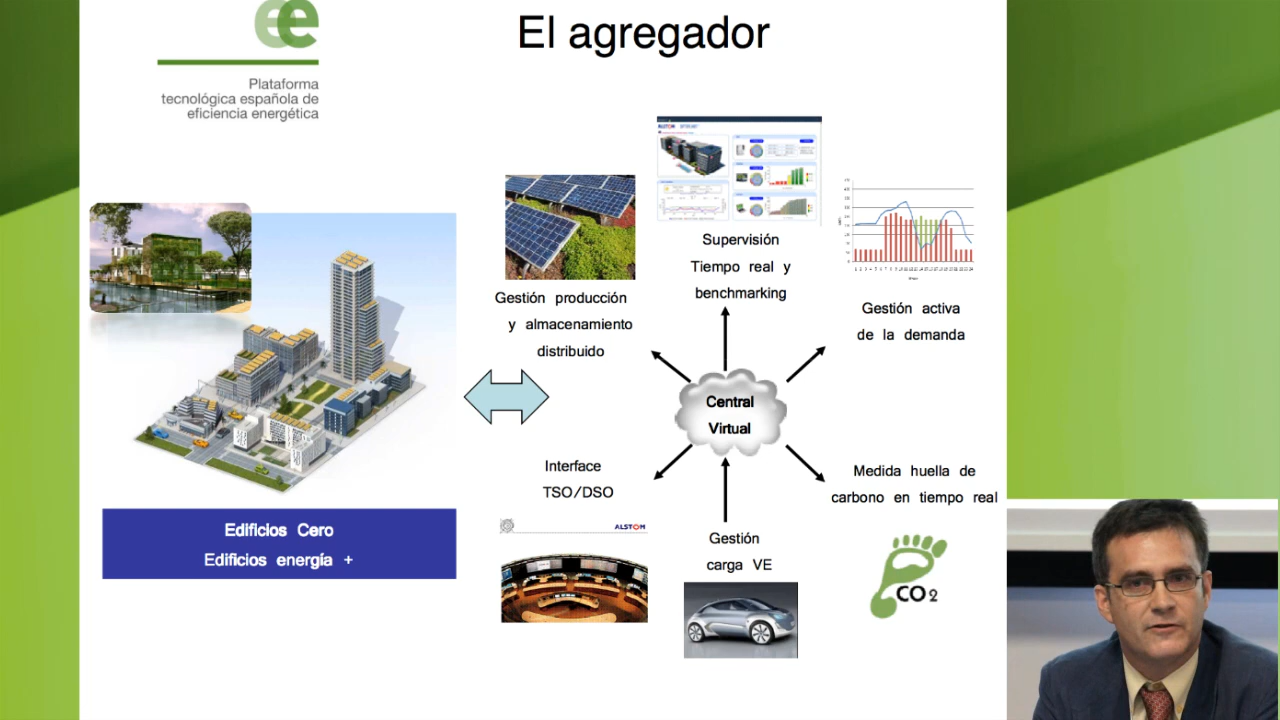 ee
El agregador
Plataforma
tecnológica española de
eficiencia energética
ALSTOM
Supervisión
Tiempo real y
benchmarking
Gestión producción
y almacenamiento
distribuido
Gestión activa
de la demanda
Central
Virtual
Interface
TSO/DSO
Medida huella de
carbono en tiempo real
Edificios Cero
Edificios energía +
ALSTOM
Gestión
carga VE
CO2